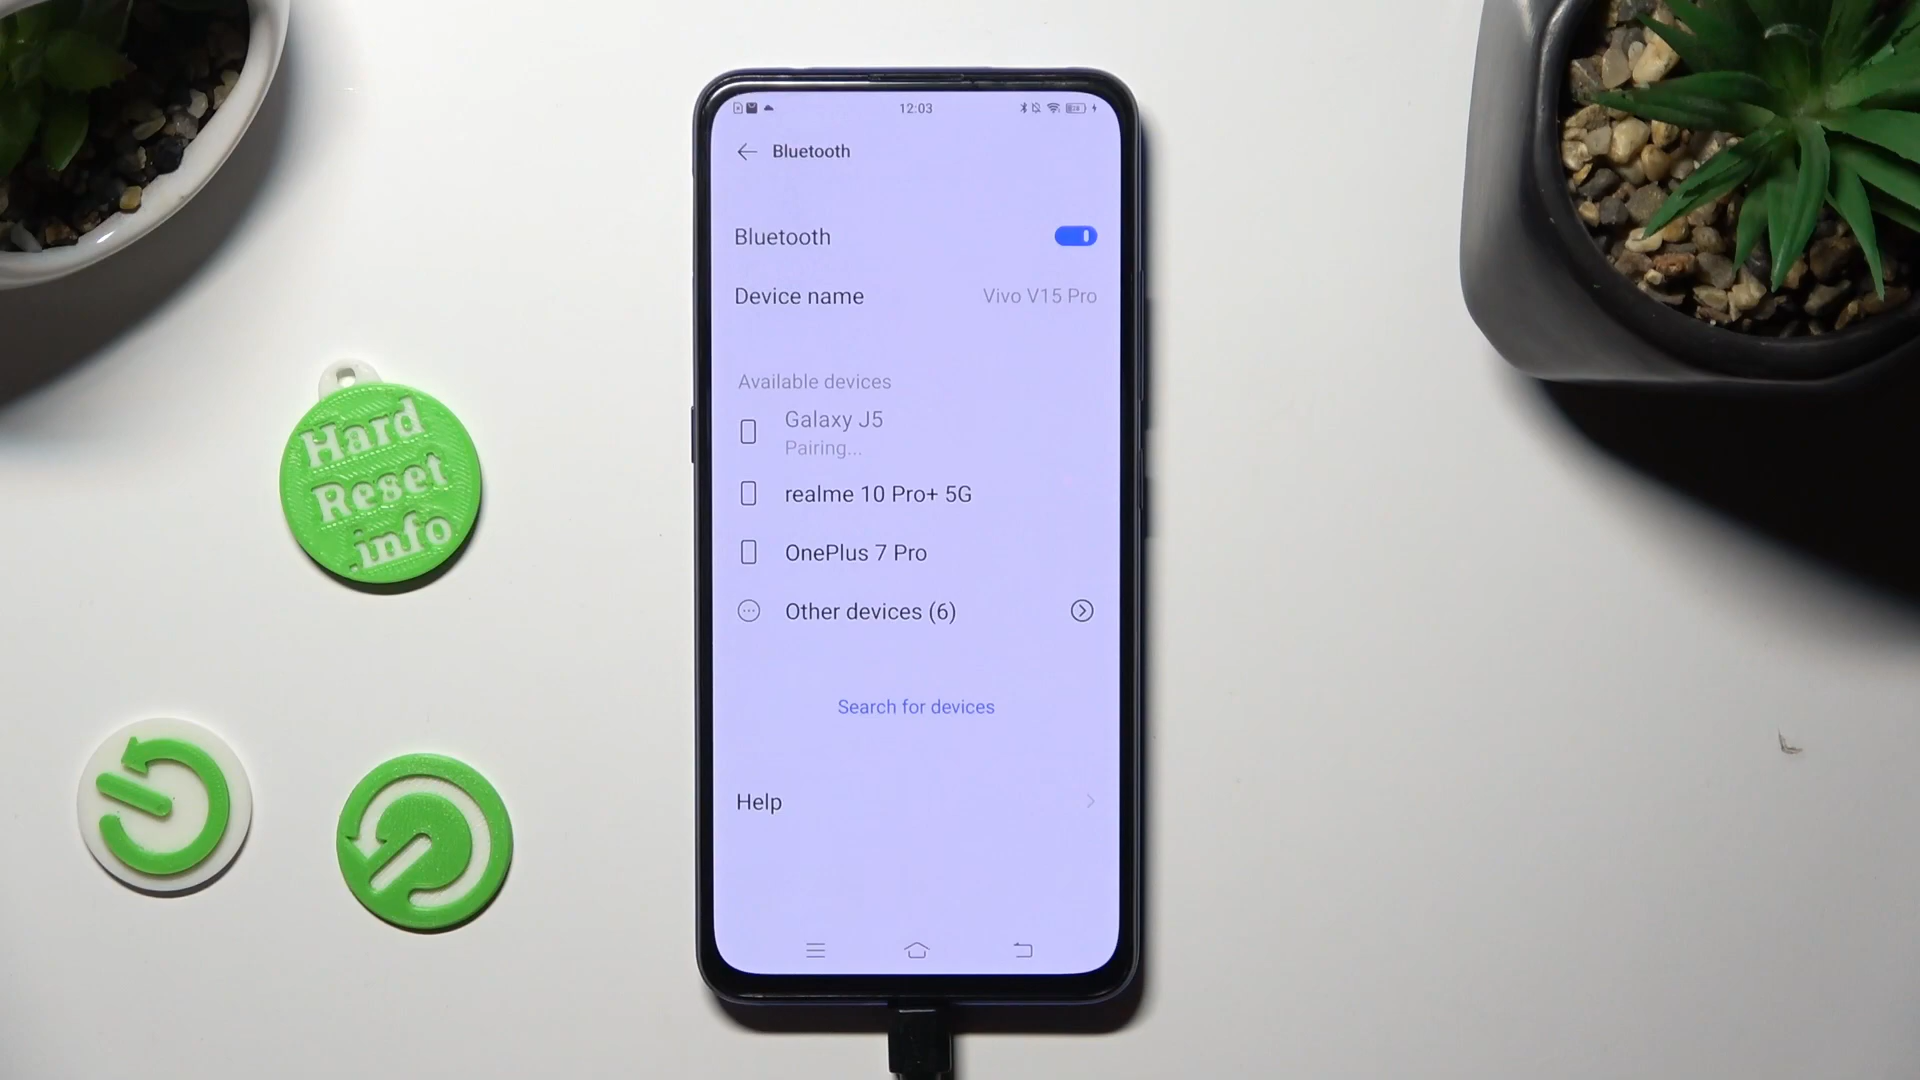 12:03
Bluetooth
Bluetooth
Device name
Vivo V15 Pro
Available devices
Galaxy J5
Pairing...
realme 10 Pro+ 5G
OnePlus 7 Pro
Other devices (6)
Search for devices
Help
Hard
Reset
.info